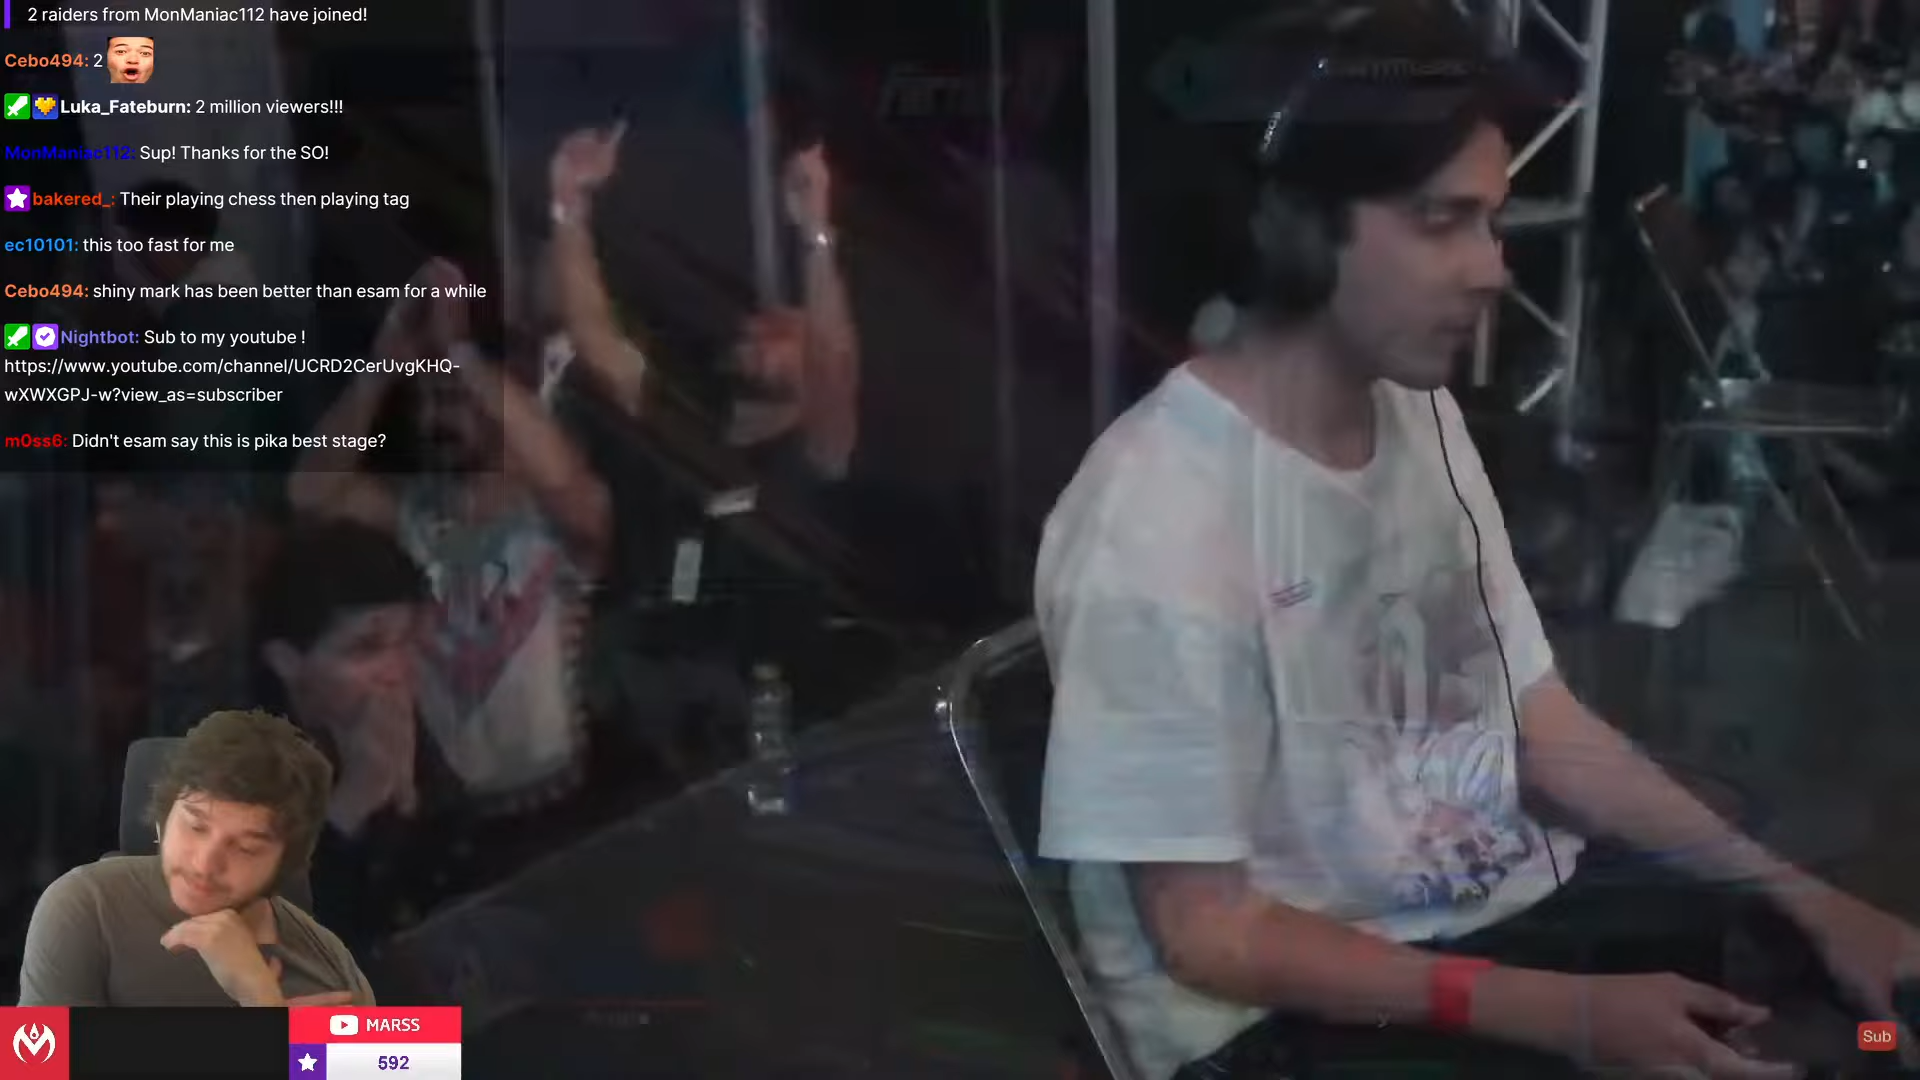 2 raiders from MonManiac112 have joined!
Cebo494: 2
Luka_Fateburn: 2 million viewers!!!
MonManiac112: Sup! Thanks for the SO!
bakered_: Their playing chess then playing tag
ec10101: this too fast for me
Cebo494: shiny mark has been better than esam for a while
Nightbot: Sub to my youtube !
https://www.youtube.com/channel/UCRD2CerUvgKHQ-
wXWXGPJ-w?view_as=subscriber
m0ss6: Didn't esam say this is pika best stage?
MARSS
592
Sub